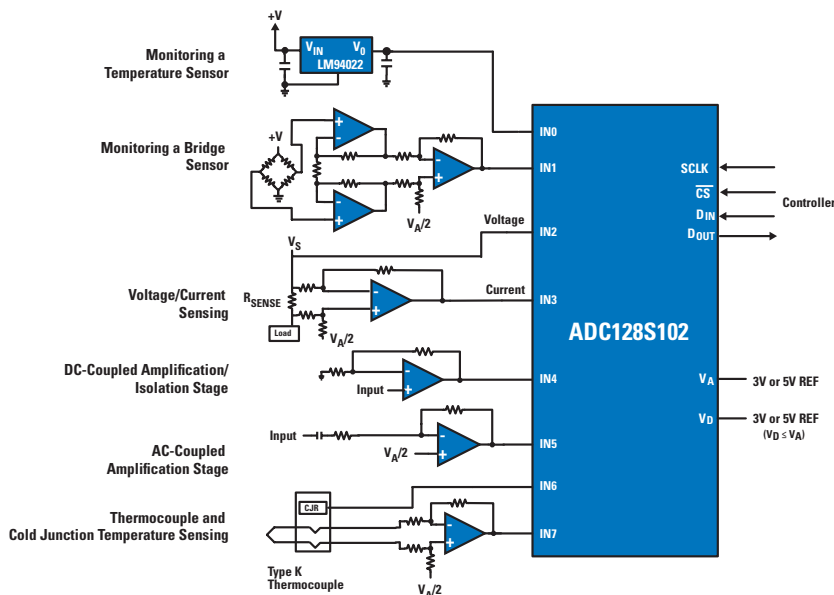 +V
Monitoring a
Temperature Sensor
VIN
VO
LM94022
Monitoring a Bridge
Sensor
+V
+
-
-
+
-
+
VA/2
IN0
IN1
SCLK
CS
DIN
DOUT
Controller
Voltage
IN2
VS
Voltage/Current
Sensing
RSENSE
Load
-
+
VA/2
Current
IN3
ADC128S102
DC-Coupled Amplification/
Isolation Stage
-
+
Input
IN4
VA
3V or 5V REF
VD
3V or 5V REF
(VD ≤ VA)
AC-Coupled
Amplification Stage
Input
-
+
VA/2
IN5
IN6
Thermocouple and
Cold Junction Temperature Sensing
CJR
-
+
IN7
Type K
Thermocouple
VA/2